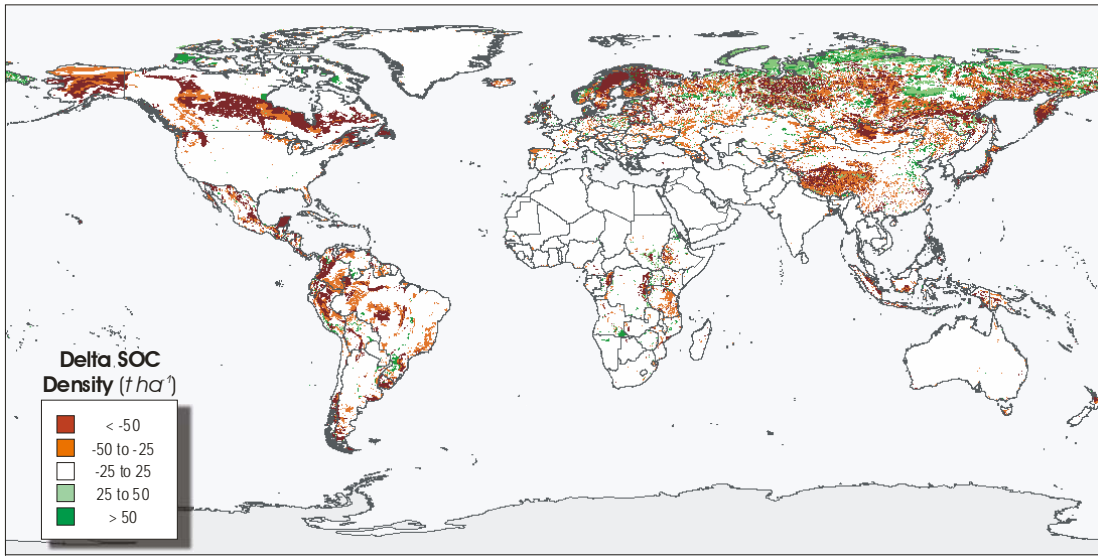 Delta SOC
Density (t ha⁻¹)
< -50
-50 to -25
-25 to 25
25 to 50
> 50